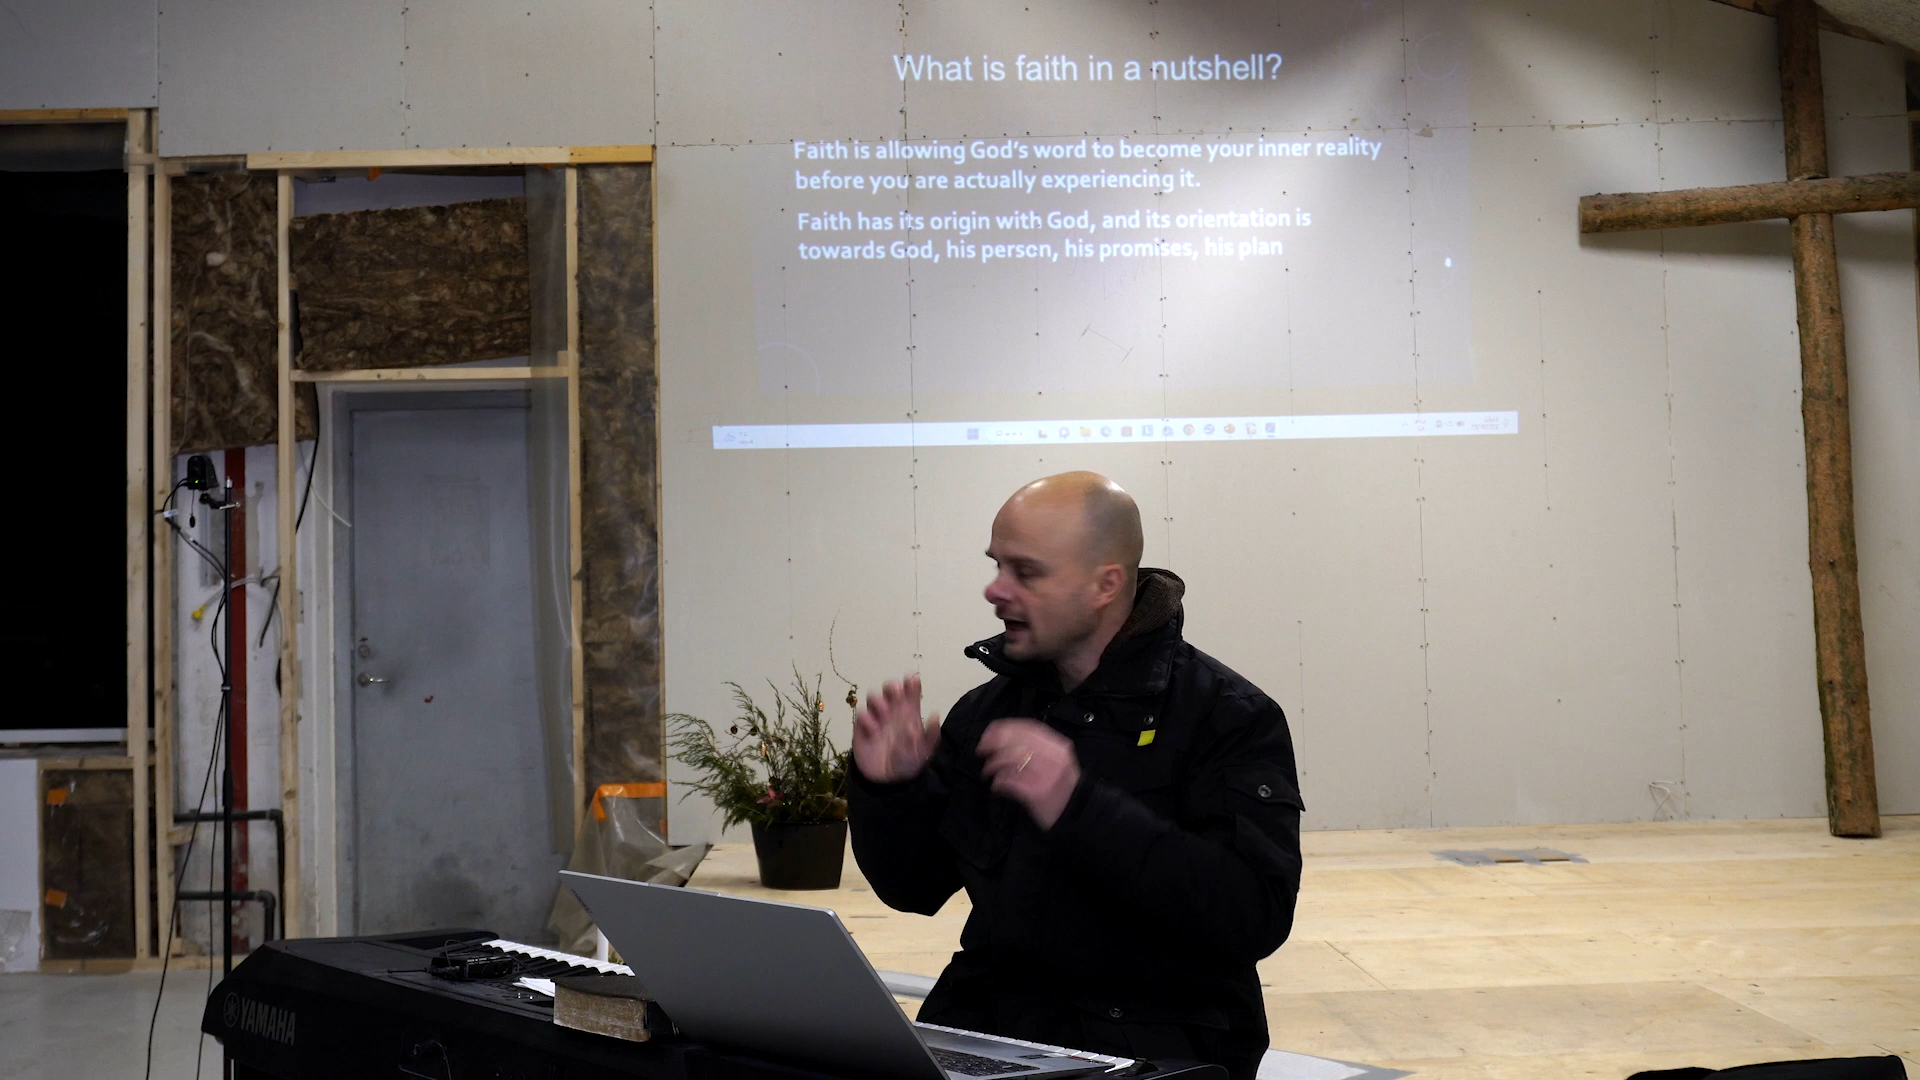 What is faith in a nutshell?
Faith is allowing God's word to become your inner reality
before you are actually experiencing it.
Faith has its origin with God, and its orientation is
towards God, his person, his promises, his plan
YAMAHA